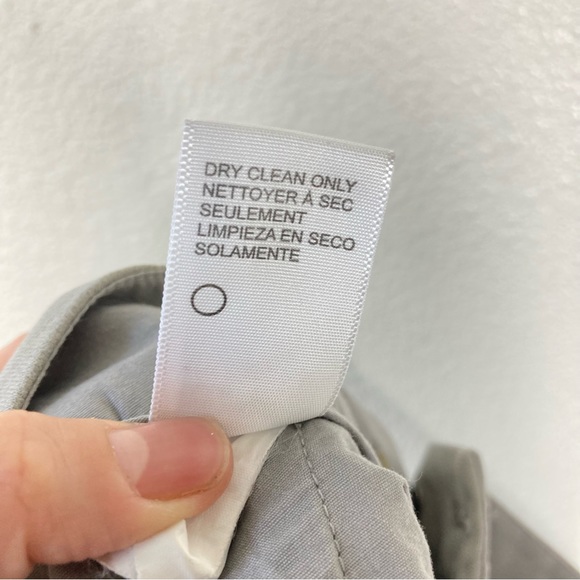 DRY CLEAN ONLY
NETTOYER À SEC
SEULEMENT
LIMPIEZA EN SECO
SOLAMENTE